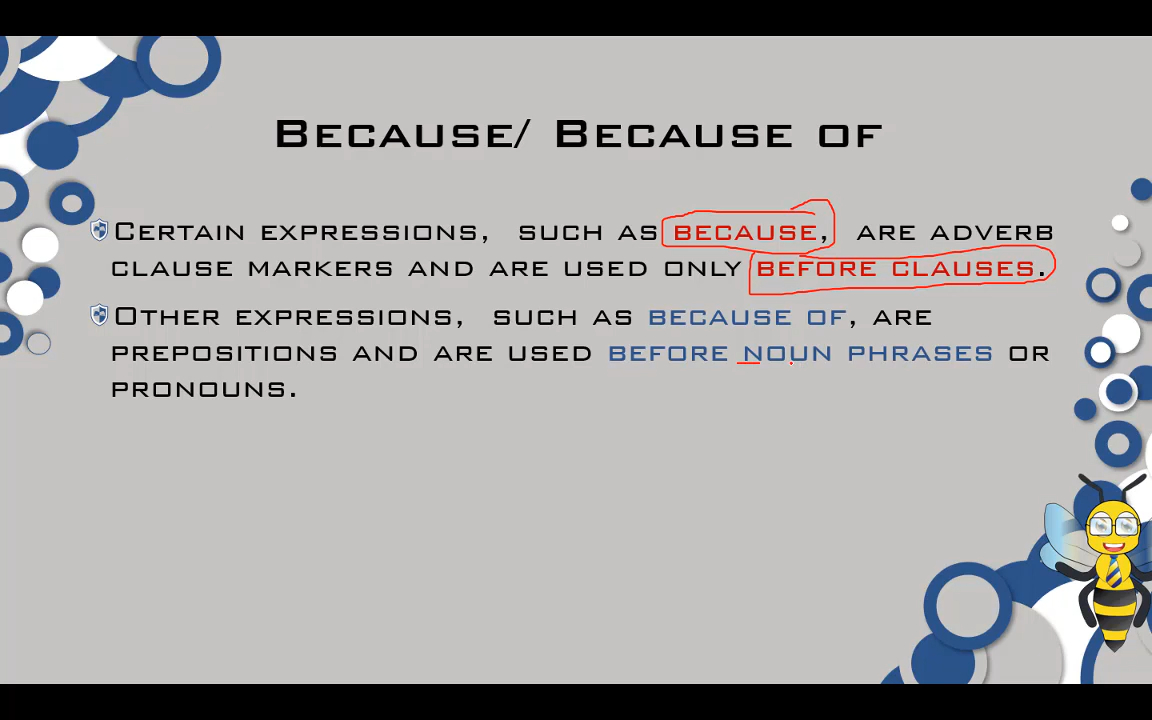 Because/ Because of
Certain expressions, such as because, are adverb
clause markers and are used only before clauses.
Other expressions, such as because of, are
prepositions and are used before noun phrases or
pronouns.